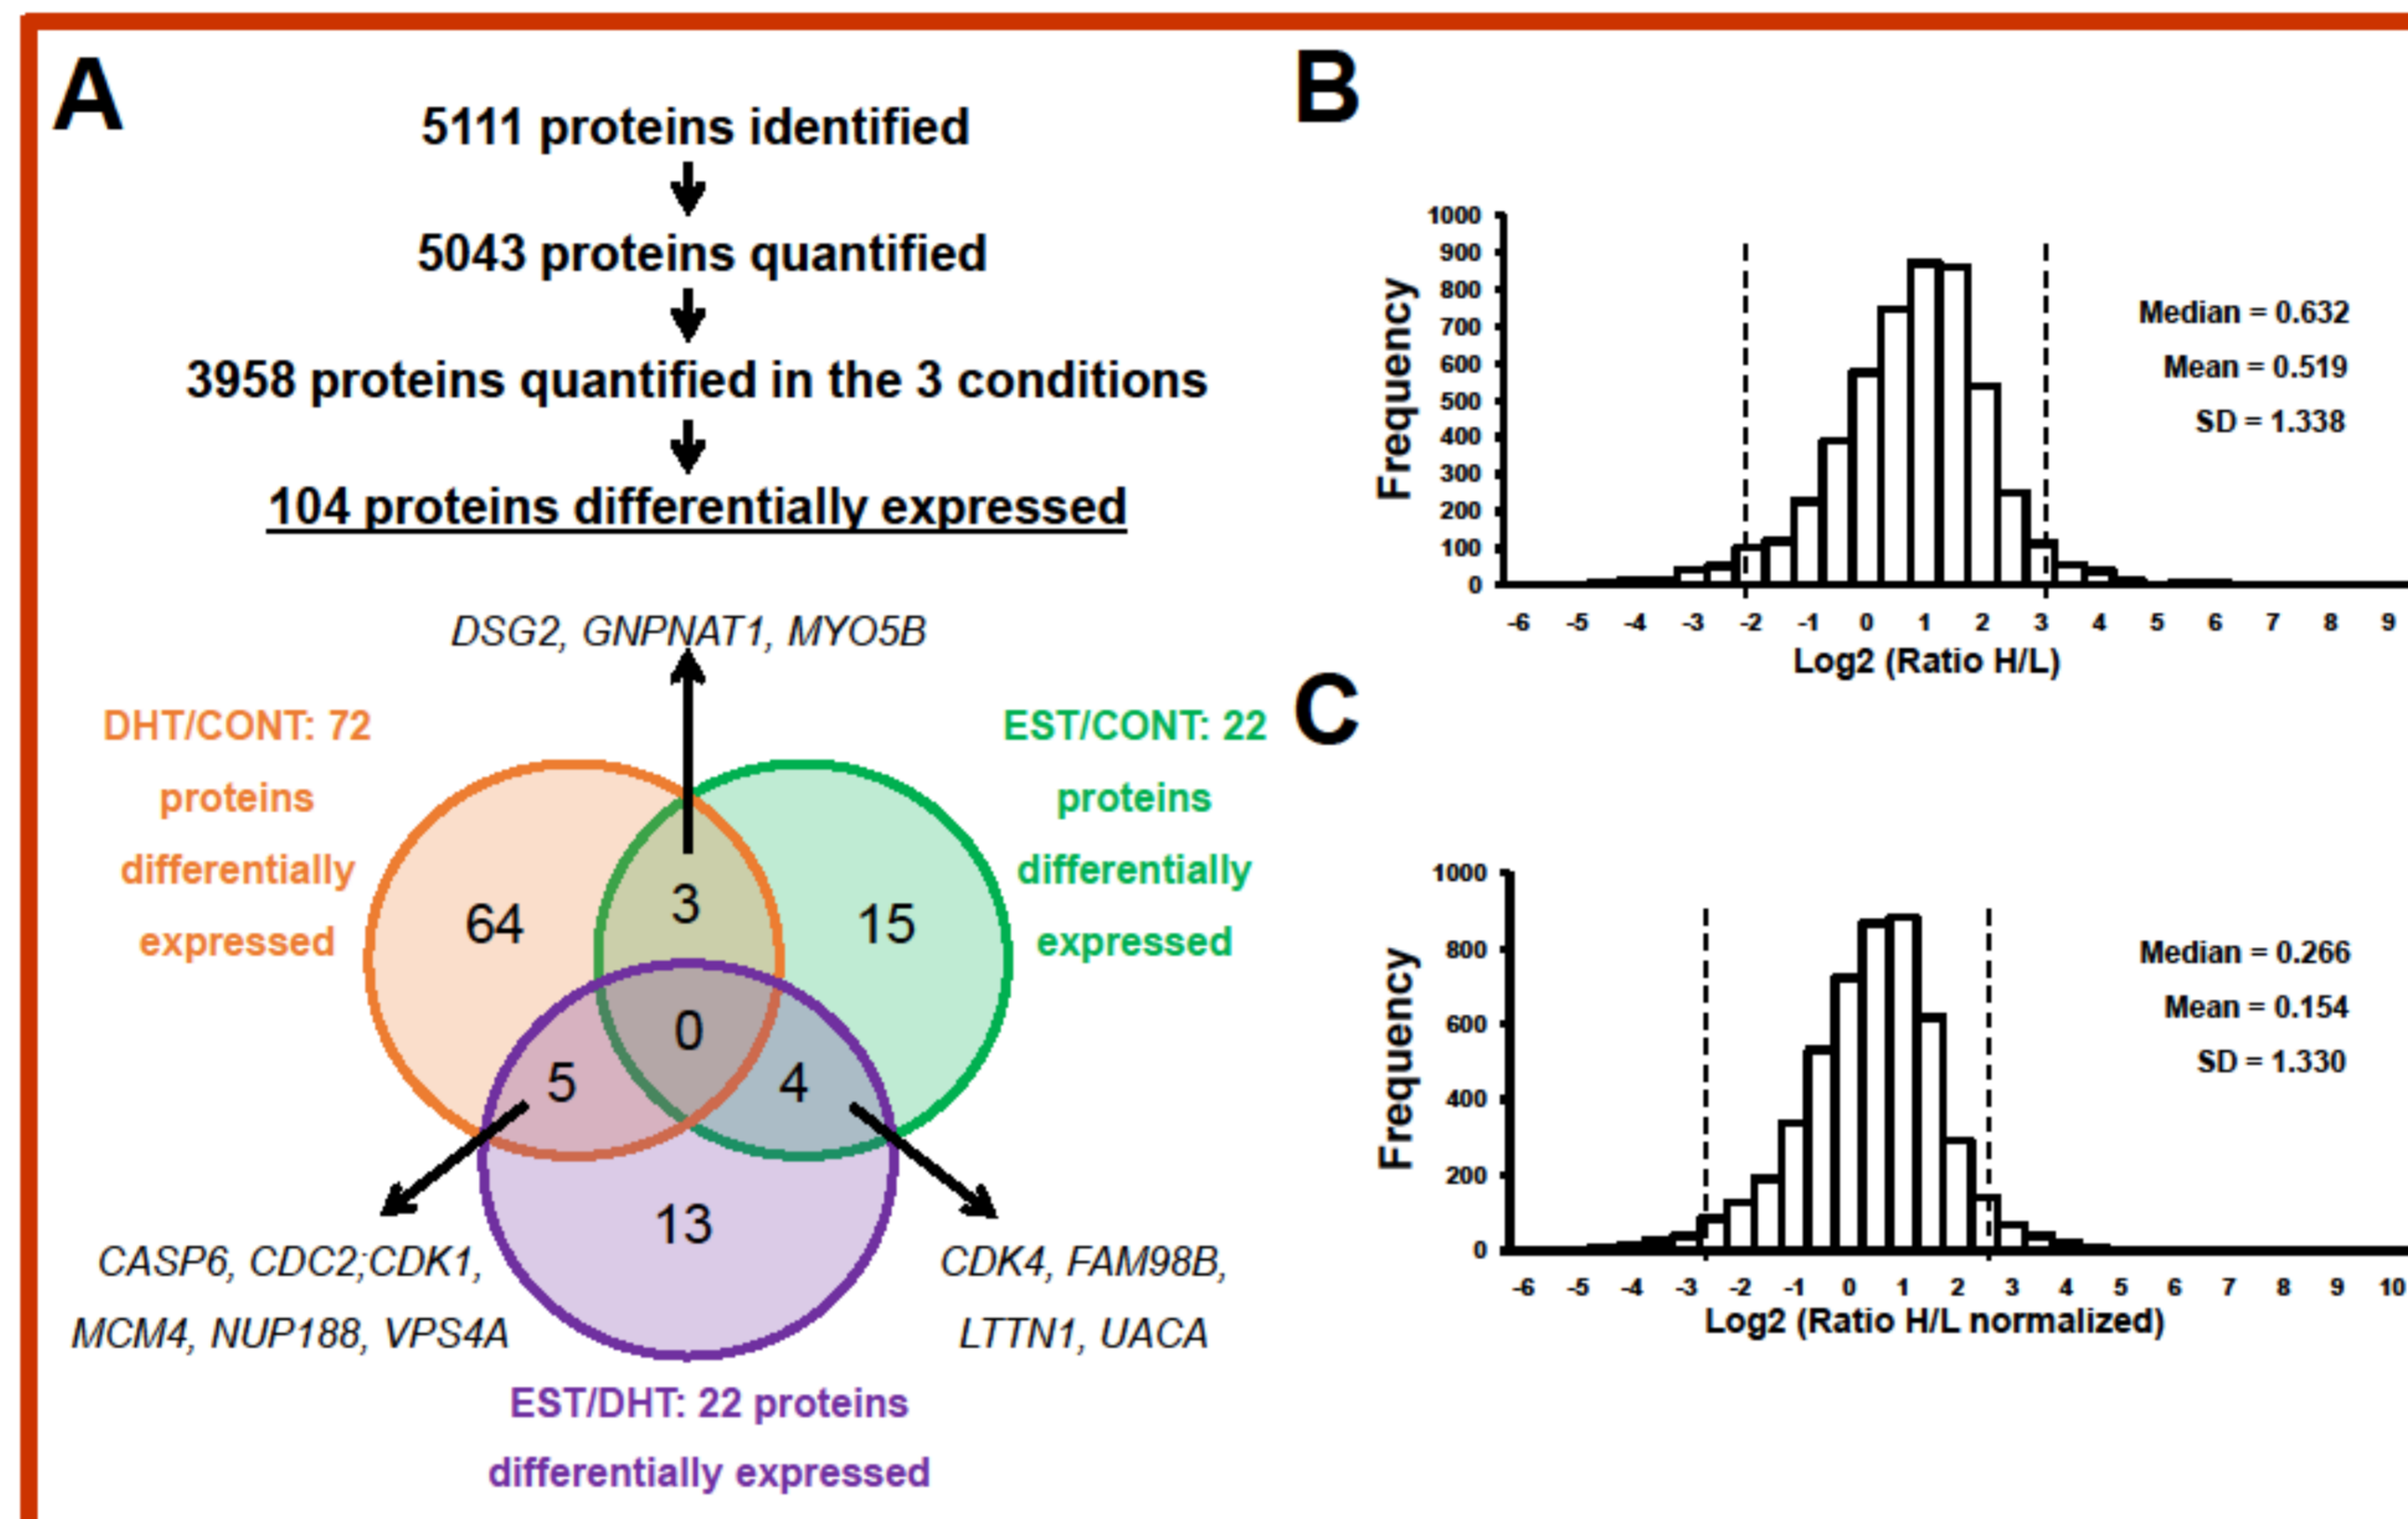 A
5111 proteins identified
5043 proteins quantified
3958 proteins quantified in the 3 conditions
104 proteins differentially expressed
DSG2, GNPNAT1, MYO5B
DHT/CONT: 72
proteins
differentially
expressed
EST/CONT: 22
proteins
differentially
expressed
64
3
15
0
5
4
13
CASP6, CDC2;CDK1,
MCM4, NUP188, VPS4A
CDK4, FAM98B,
LTTN1, UACA
EST/DHT: 22 proteins
differentially expressed
B
Frequency
1000
900
800
700
600
500
400
300
200
100
0
-6 -5 -4 -3 -2 -1 0 1 2 3 4 5 6 7 8 9
Log2 (Ratio H/L)
Median = 0.632
Mean = 0.519
SD = 1.338
C
Frequency
1000
800
600
400
200
0
-6 -5 -4 -3 -2 -1 0 1 2 3 4 5 6 7 8 9 10
Log2 (Ratio H/L normalized)
Median = 0.266
Mean = 0.154
SD = 1.330